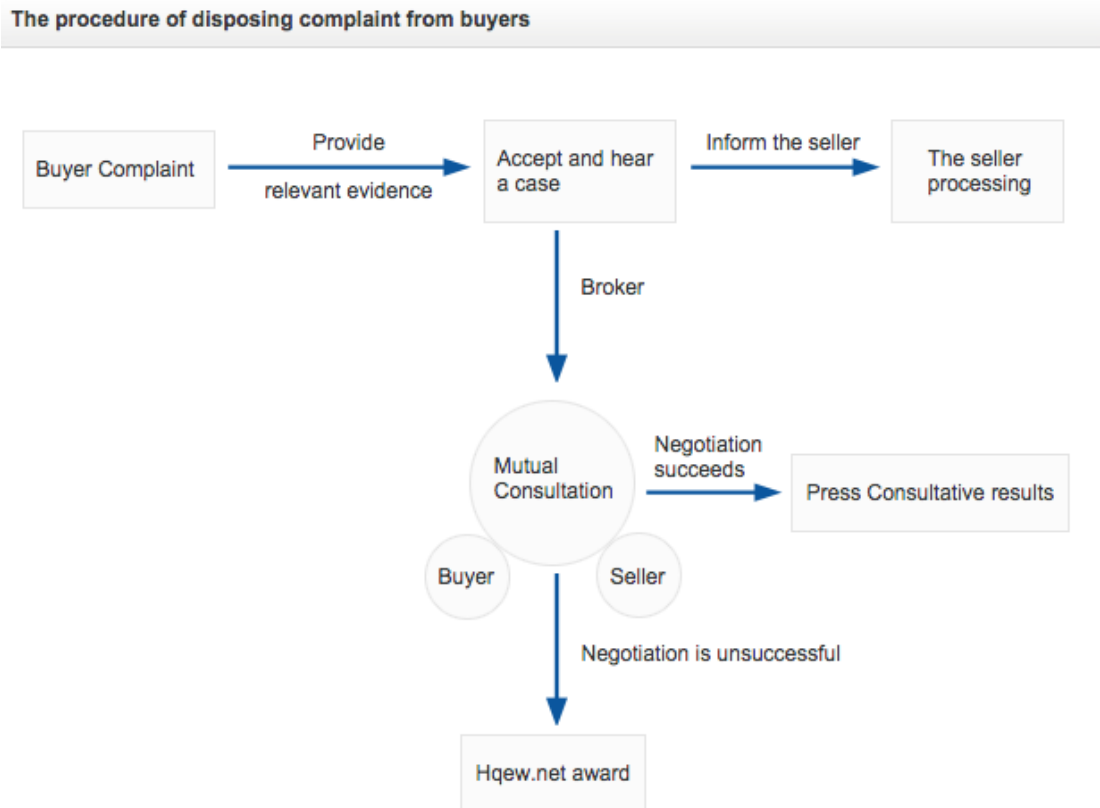 The procedure of disposing complaint from buyers
Buyer Complaint
Provide
relevant evidence
Accept and hear
a case
Inform the seller
The seller
processing
Broker
Mutual
Consultation
Negotiation
succeeds
Press Consultative results
Buyer
Seller
Negotiation is unsuccessful
Hqew.net award